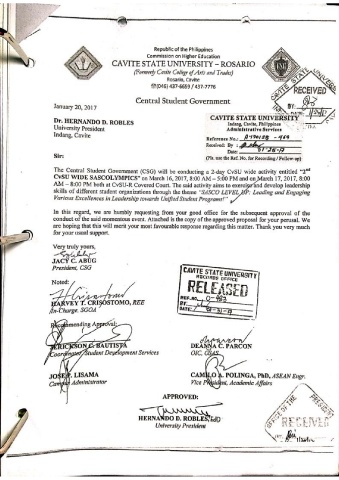 Republic of the Philippines
Commission on Higher Education
CAVITE STATE UNIVERSITY – ROSARIO
(Formerly Cavite College of Arts and Trades)
Rosario, Cavite
(046) 437-6659 / 437-7776
Central Student Government
January 20, 2017
CAVITE STATE UNIVERSITY
RECEIVED
BY:
Dr. HERNANDO D. ROBLES
University President
Indang, Cavite
CAVITE STATE UNIVERSITY
Indang, Cavite, Philippines
Administrative Services
Reference No.:
Received by:
Date:
(Pls. use the Ref. No. for Recording / Follow-up)
Sir:
The Central Student Government (CSG) will be conducting a 2-day CvSU wide activity entitled "2nd
CvSU WIDE SASCOLYMPICS" on March 16, 2017, 8:00 AM – 5:00 PM and on March 17, 2017, 8:00
AM – 8:00 PM both at CvSU-R Covered Court. The said activity aims to exercise and develop leadership
skills of different student organizations through the theme "SASCO LEVEL UP: Leading and Engaging
Various Excellences in Leadership towards Unified Student Programs!"
In this regard, we are humbly requesting from your good office for the subsequent approval of the
conduct of the said momentary event. Attached is the copy of the approved proposal for your perusal. We
are hoping that this will merit your most favourable response regarding this matter. Thank you very much
for your usual support.
Very truly yours,
JACY C. ABUG
President, CSG
CAVITE STATE UNIVERSITY
RECORDS OFFICE
RELEASED
REF. NO.
BY
DATE:
Noted:
HARVEY T. CRISOSTOMO, REE
In-Charge, SGOA
Recommending Approval:
JERICKSON C. BAUTISTA
Coordinator, Student Development Services
DEANNA C. PARCON
OIC, OSAS
JOSE P. LISAMA
Campus Administrator
CAMILO A. POLINGA, PhD, ASEAN Engr.
Vice President, Academic Affairs
APPROVED:
HERNANDO D. ROBLES, EdD
University President
OFFICE OF THE PRESIDENT
RECEIVED